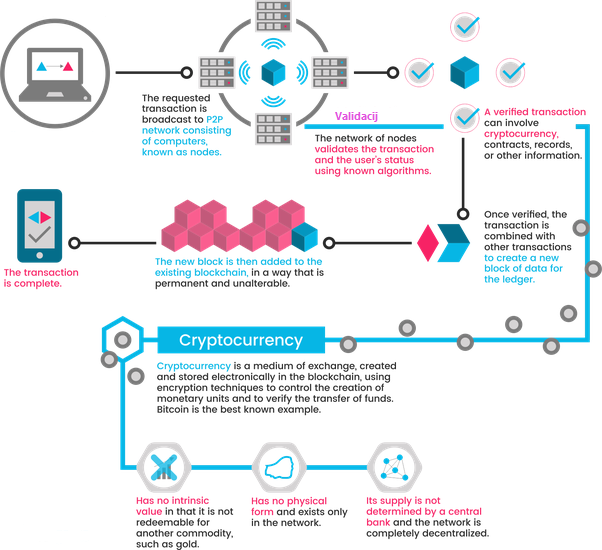 The requested
transaction is
broadcast to P2P
network consisting
of computers,
known as nodes.
Validacij
The network of nodes
validates the transaction
and the user's status
using known algorithms.
A verified transaction
can involve
cryptocurrency,
contracts, records,
or other information.
Once verified, the
transaction is
combined with
other transactions
to create a new
block of data for
the ledger.
The new block is then added to the
existing blockchain, in a way that is
permanent and unalterable.
The transaction
is complete.
Cryptocurrency
Cryptocurrency is a medium of exchange, created
and stored electronically in the blockchain, using
encryption techniques to control the creation of
monetary units and to verify the transfer of funds.
Bitcoin is the best known example.
Has no intrinsic
value in that it is not
redeemable for
another commodity,
such as gold.
Has no physical
form and exists only
in the network.
Its supply is not
determined by a central
bank and the network is
completely decentralized.